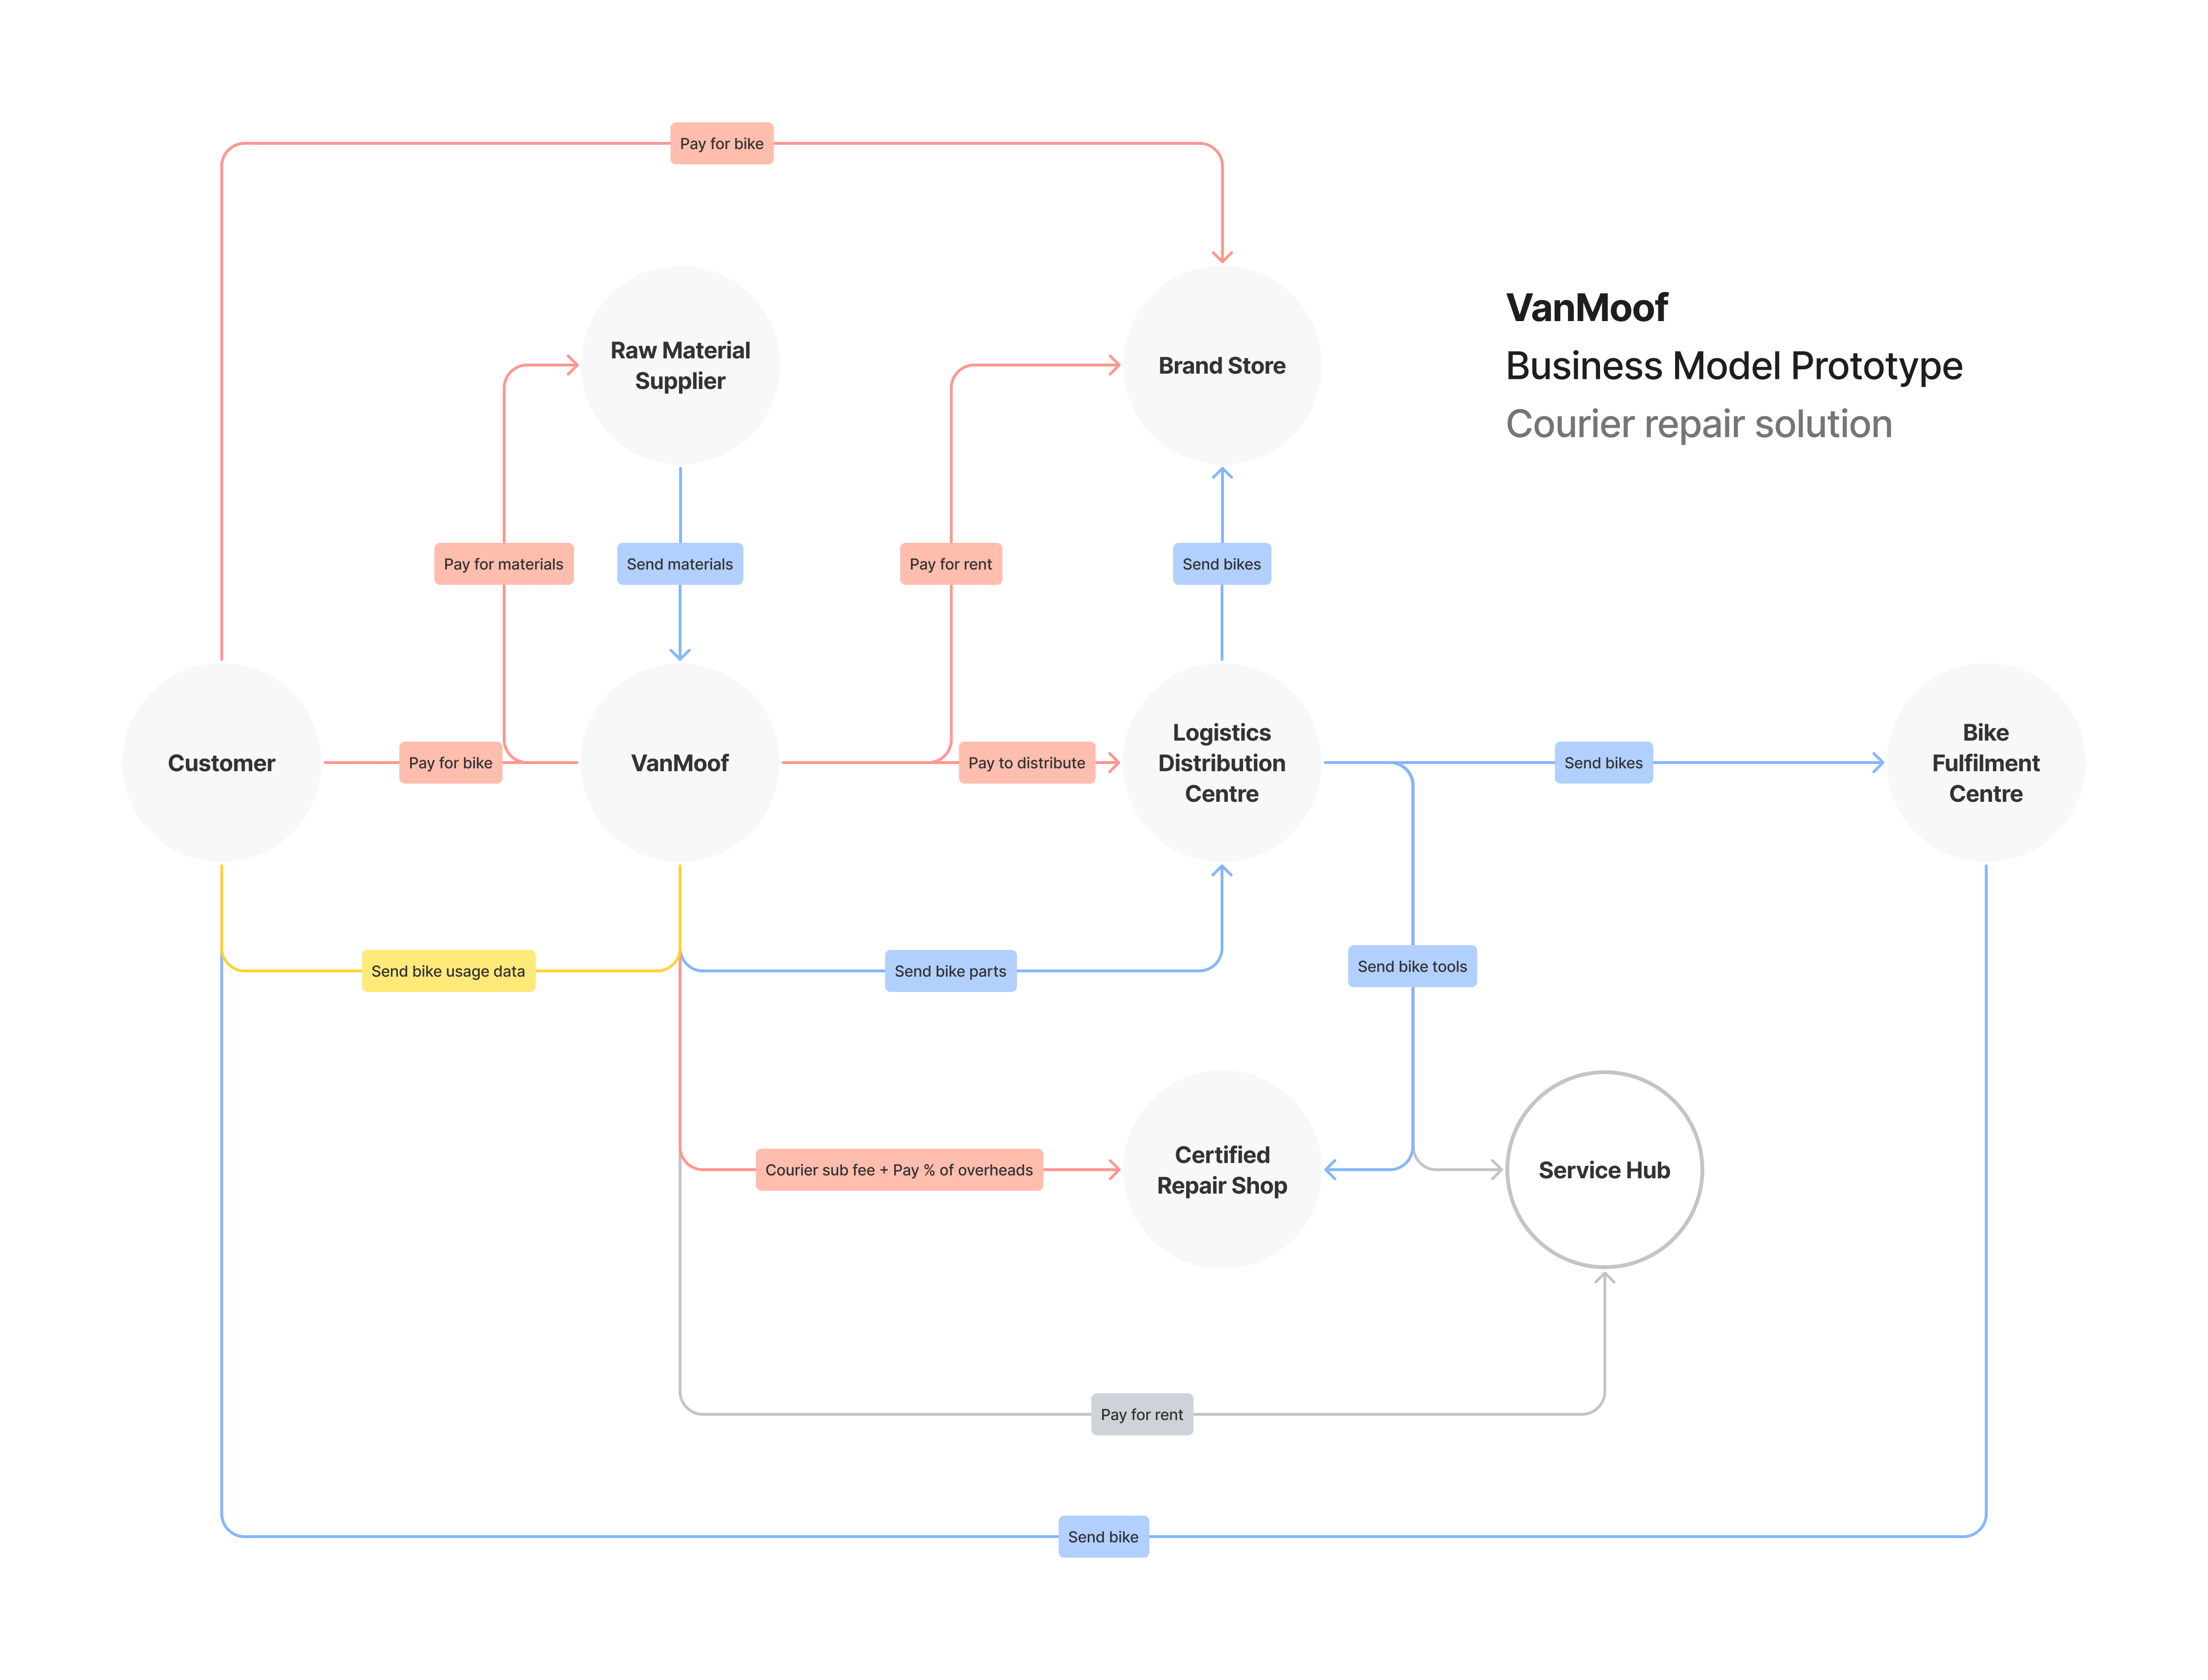 Pay for bike
VanMoof
Business Model Prototype
Courier repair solution
Raw Material
Supplier
Brand Store
Pay for materials
Send materials
Pay for rent
Send bikes
Customer
Pay for bike
VanMoof
Pay to distribute
Logistics
Distribution
Centre
Send bikes
Bike
Fulfilment
Centre
Send bike usage data
Send bike parts
Send bike tools
Courier sub fee + Pay % of overheads
Certified
Repair Shop
Service Hub
Pay for rent
Send bike